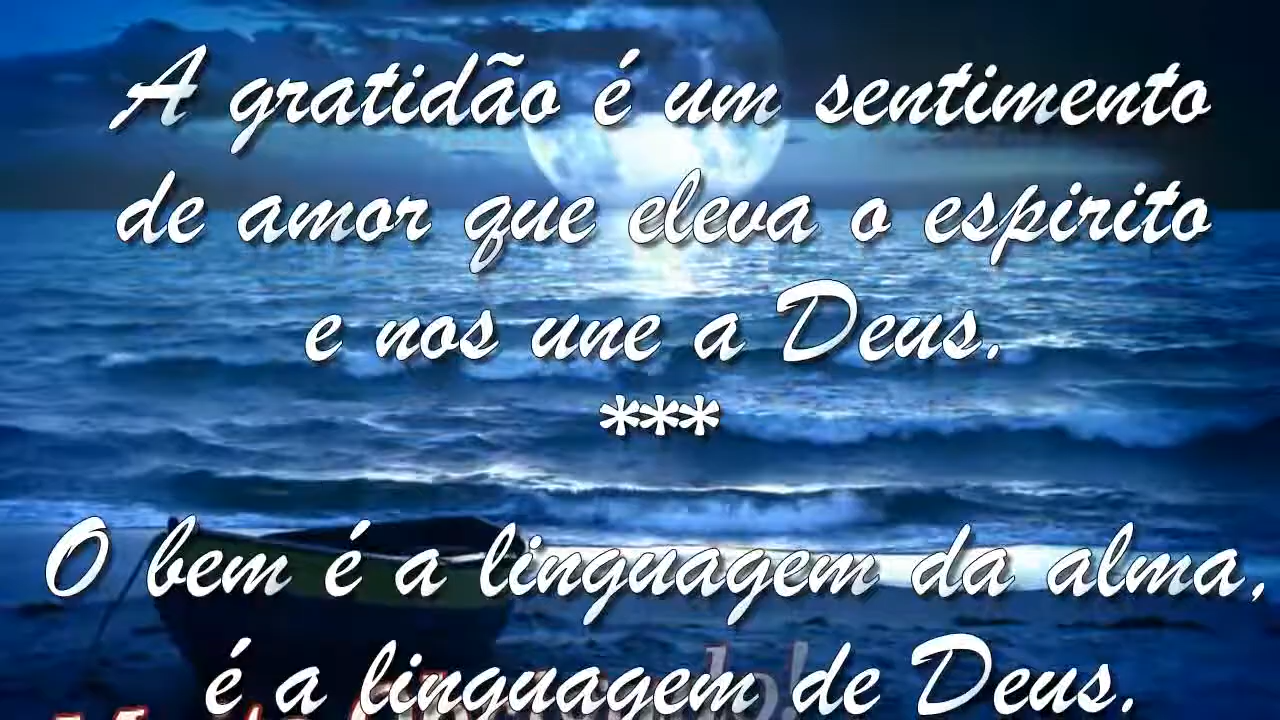 A gratidão é um sentimento
de amor que eleva o espirito
e nos une a Deus.
***
O bem é a linguagem da alma,
é a linguagem de Deus.